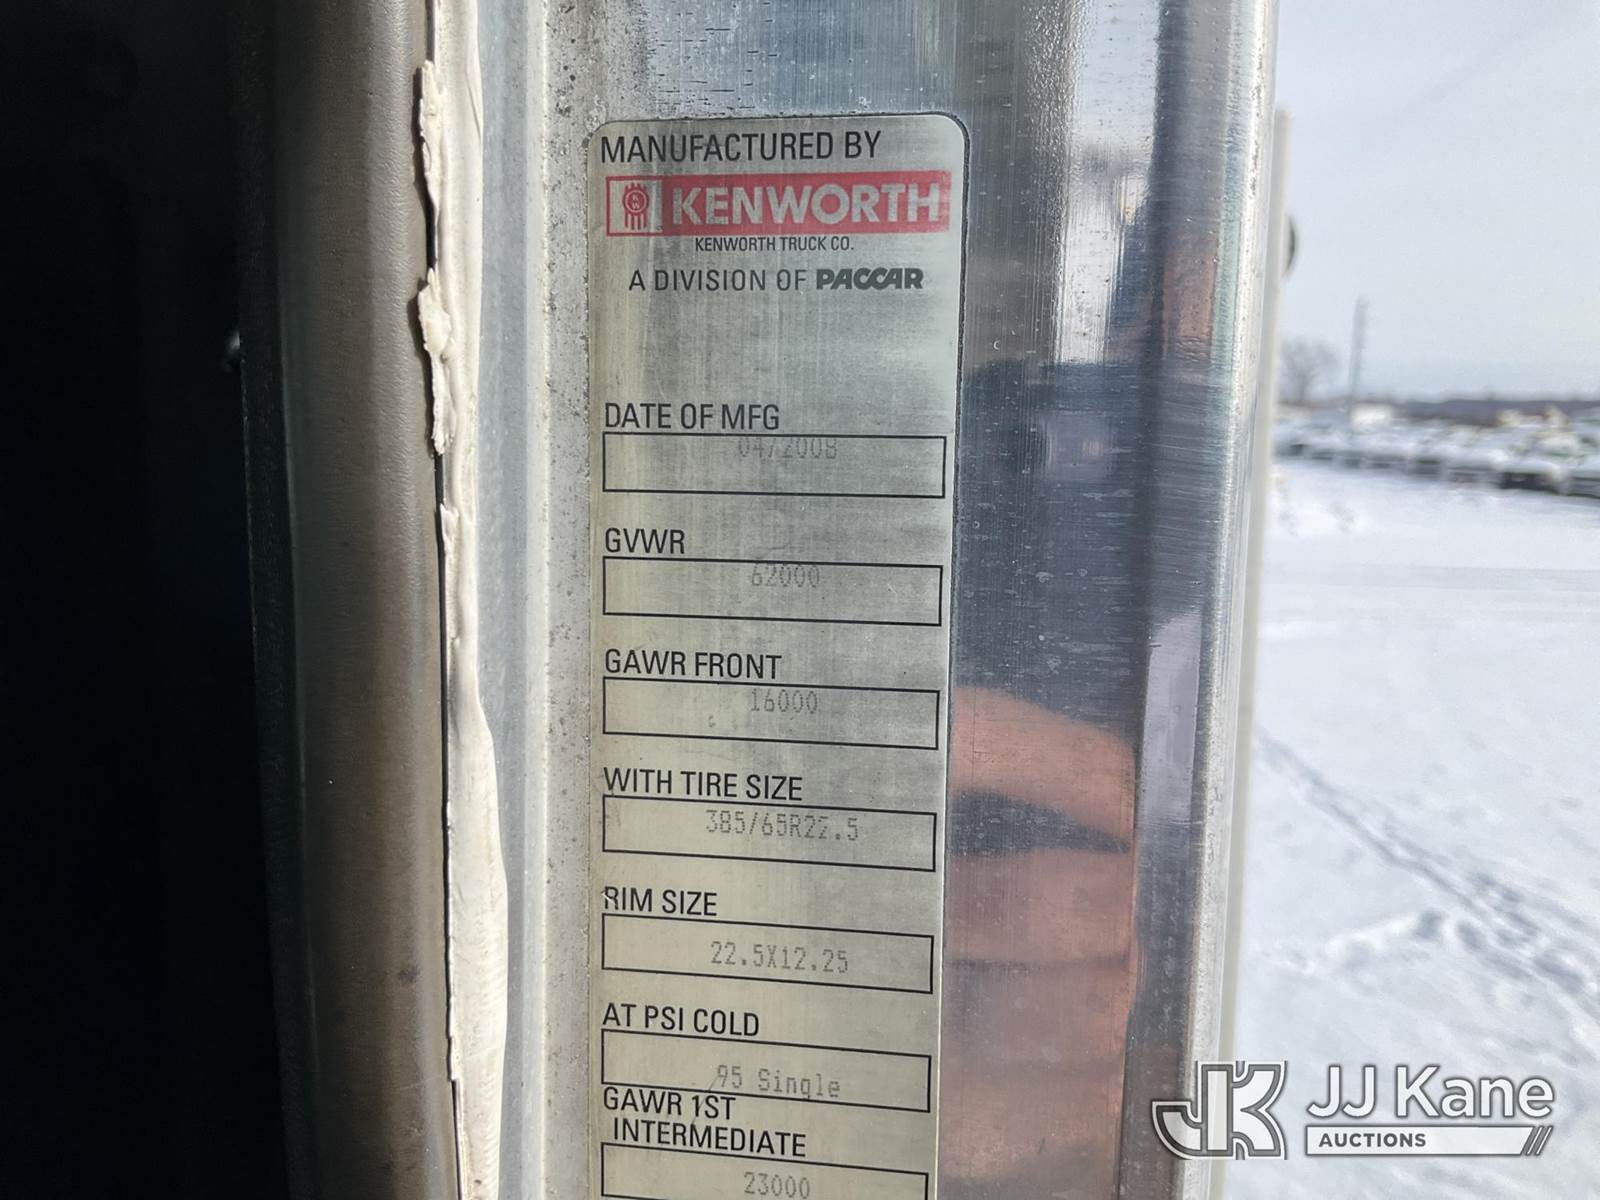 MANUFACTURED BY
KW KENWORTH
KENWORTH TRUCK CO.
A DIVISION OF PACCAR
DATE OF MFG
04/2008
GVWR
62000
GAWR FRONT
16000
WITH TIRE SIZE
385/65R22.5
RIM SIZE
22.5X12.25
AT PSI COLD
95 Single
GAWR 1ST
INTERMEDIATE
23000
JK JJ Kane
AUCTIONS